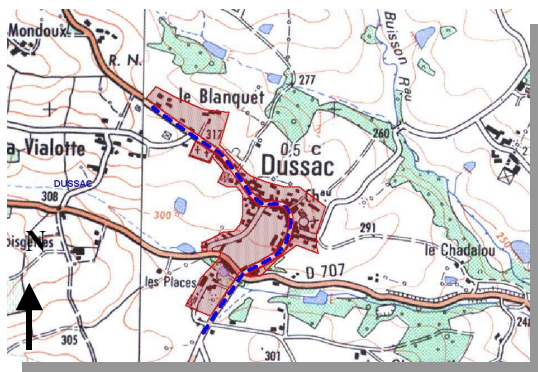 Mondoux
R. N.
Buisson Rau
277
le Blanquet
317
260
a-Vialotte
0,5 C
Dussac
DUSSAC
Chau
308
300
N
291
250
le Chadalou
les Places
D 707
305
301